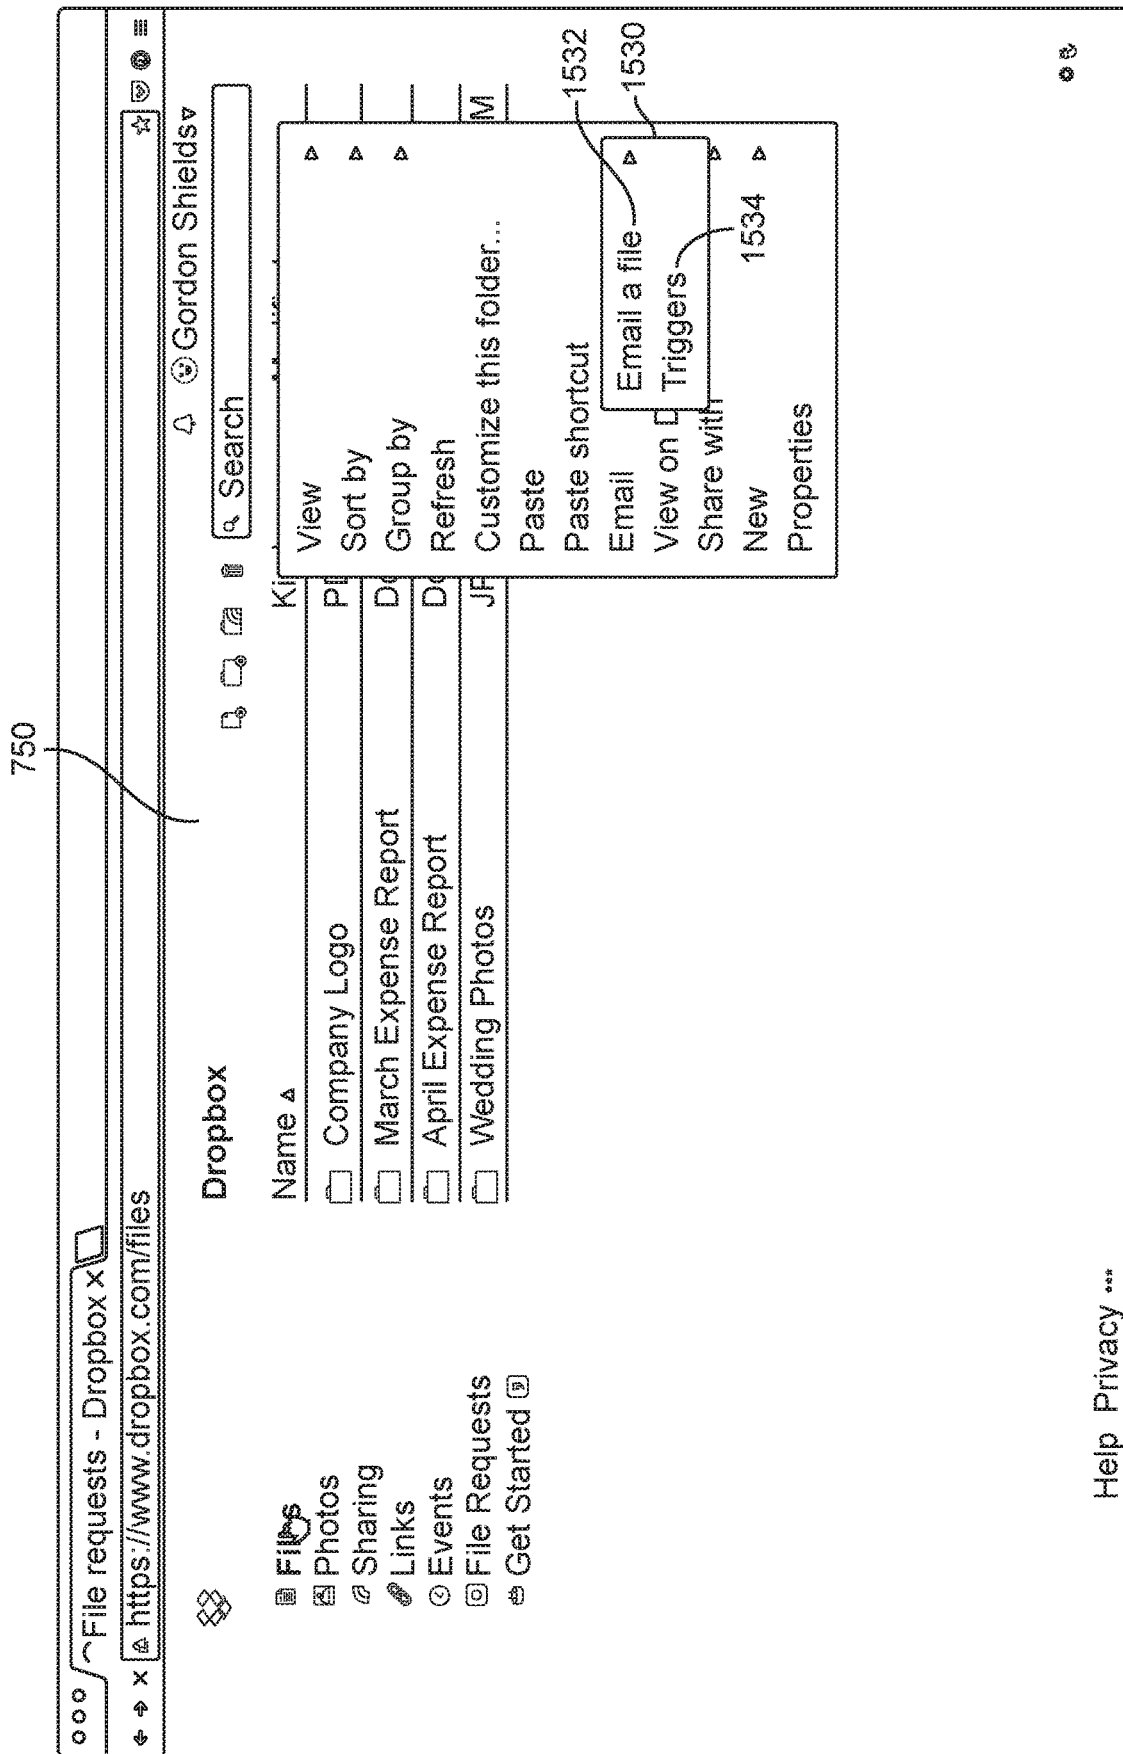 750
File requests - Dropbox x
https://www.dropbox.com/files
Gordon Shields
Dropbox
Search
Files
Photos
Sharing
Links
Events
File Requests
Get Started
Name
Ki
Company Logo
March Expense Report
April Expense Report
Wedding Photos
JP
M
View
Sort by
Group by
Refresh
Customize this folder...
Paste
Paste shortcut
Email
View on D
Share with
New
Properties
Email a file
Triggers
1532
1530
1534
Help Privacy ...